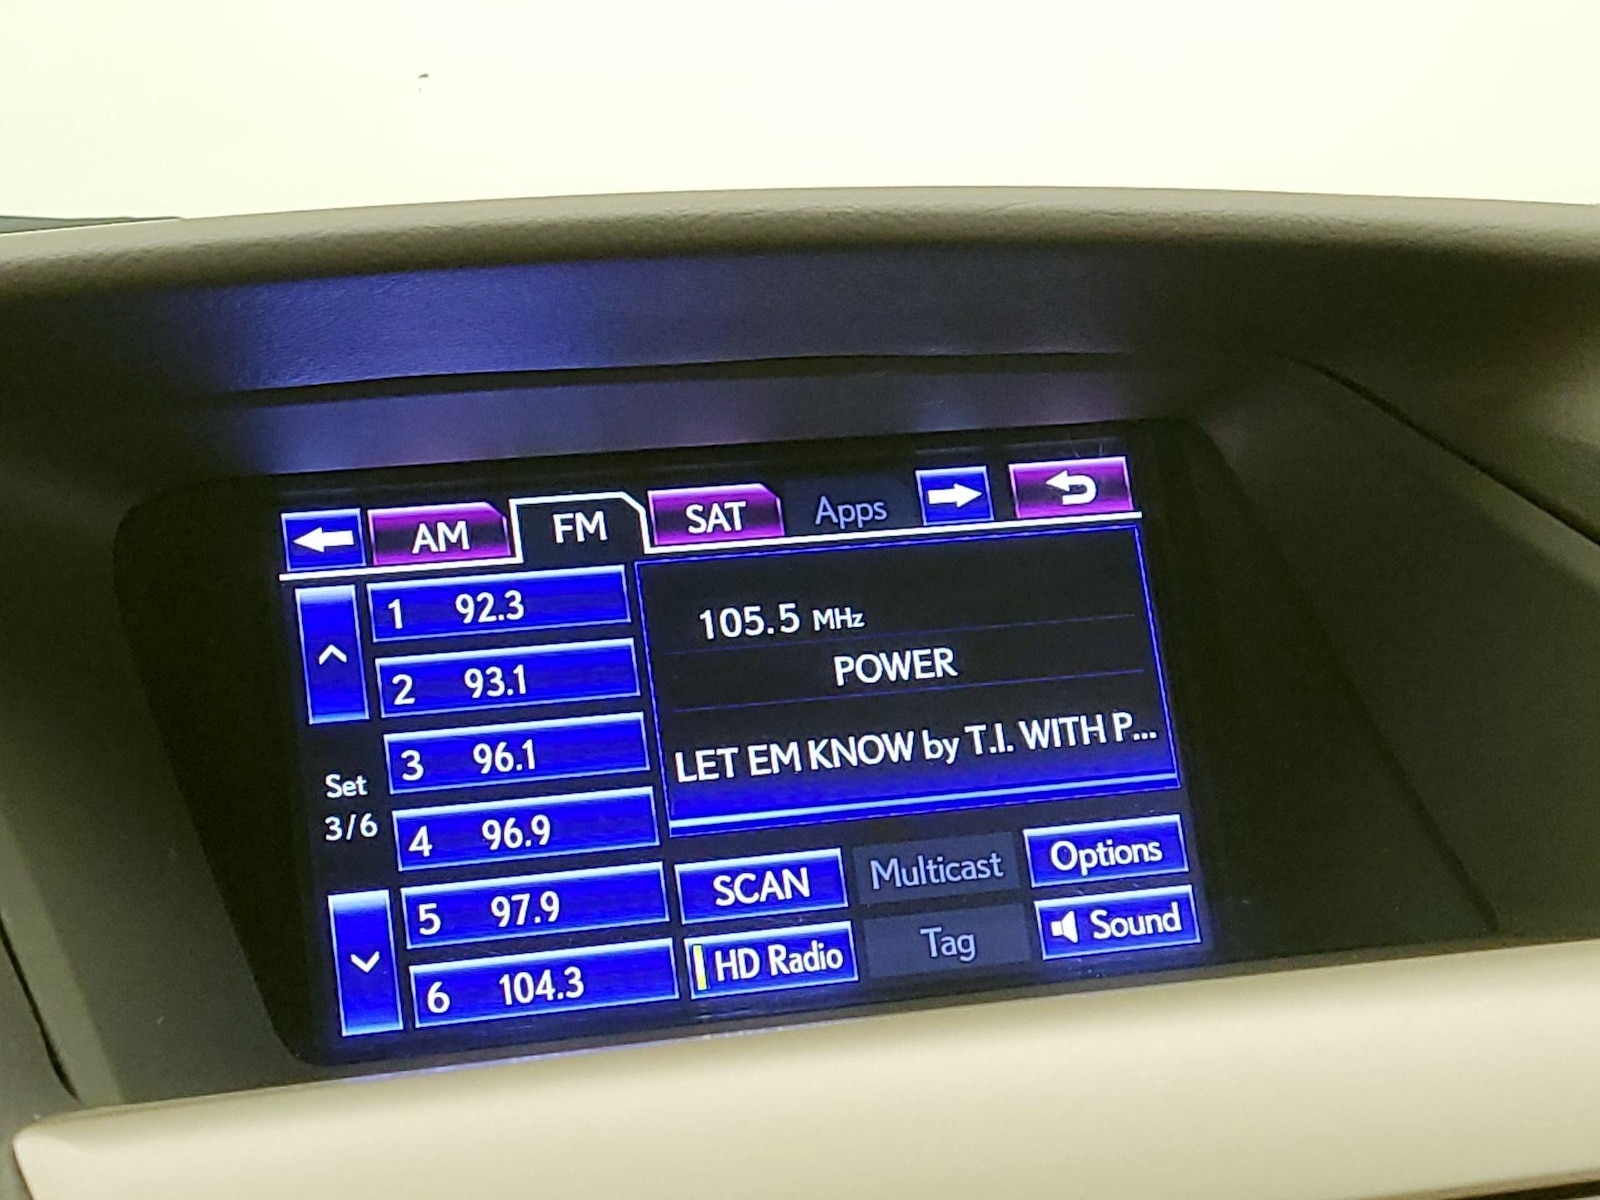 AM FM SAT Apps
1 92.3
2 93.1
3 96.1
4 96.9
5 97.9
6 104.3
Set
3/6
105.5 MHz
POWER
LET EM KNOW by T.I. WITH P...
SCAN Multicast Options
HD Radio Tag Sound